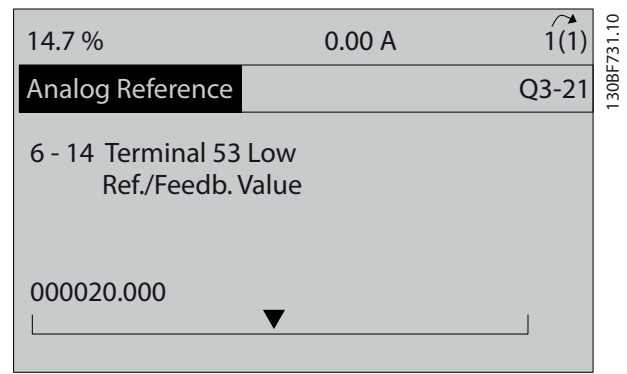 14.7 % 0.00 A 1(1)
Analog Reference Q3-21
6 - 14 Terminal 53 Low
Ref./Feedb. Value
000020.000
130BF731.10